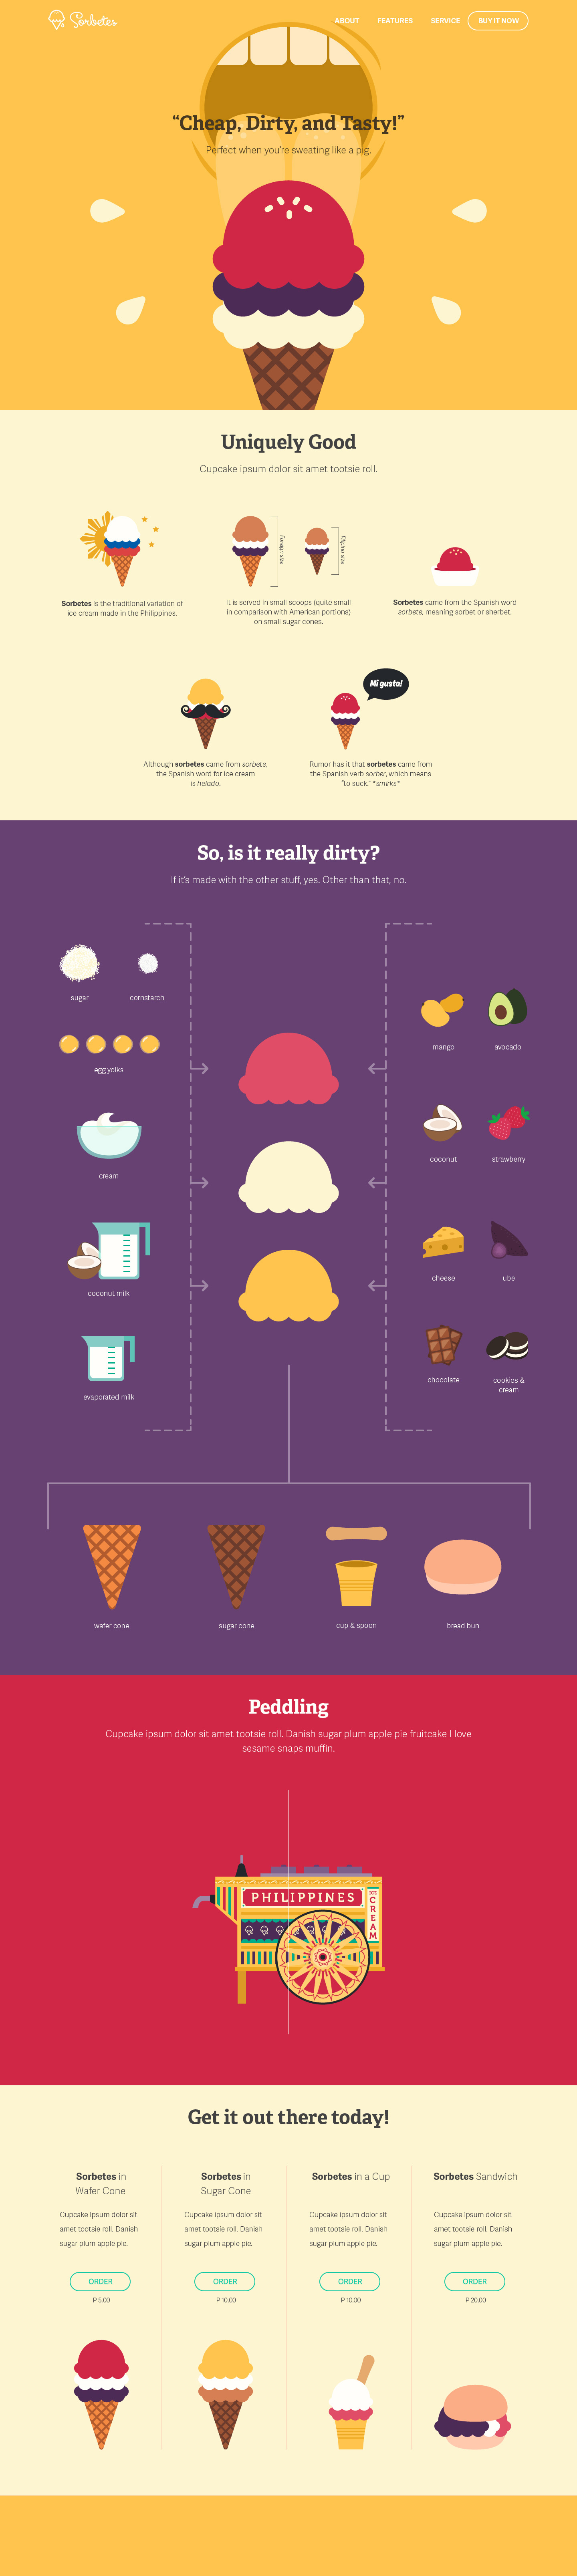 Sorbetes
ABOUT FEATURES SERVICE BUY IT NOW
“Cheap, Dirty, and Tasty!”
Perfect when you're sweating like a pig.
Uniquely Good
Cupcake ipsum dolor sit amet tootsie roll.
Foreign size
Filipino size
Sorbetes is the traditional variation of
ice cream made in the Philippines.
It is served in small scoops (quite small
in comparison with American portions)
on small sugar cones.
Sorbetes came from the Spanish word
sorbete, meaning sorbet or sherbet.
Mi gusta!
Although sorbetes came from sorbete,
the Spanish word for ice cream
is helado.
Rumor has it that sorbetes came from
the Spanish verb sorber, which means
"to suck." *smirks*
So, is it really dirty?
If it's made with the other stuff, yes. Other than that, no.
sugar
cornstarch
egg yolks
cream
coconut milk
evaporated milk
mango
avocado
coconut
strawberry
cheese
ube
chocolate
cookies &
cream
wafer cone
sugar cone
cup & spoon
bread bun
Peddling
Cupcake ipsum dolor sit amet tootsie roll. Danish sugar plum apple pie fruitcake I love
sesame snaps muffin.
PHILIPPINES
ICE
CREAM
Get it out there today!
Sorbetes in
Wafer Cone
Cupcake ipsum dolor sit
amet tootsie roll. Danish
sugar plum apple pie.
ORDER
P 5.00
Sorbetes in
Sugar Cone
Cupcake ipsum dolor sit
amet tootsie roll. Danish
sugar plum apple pie.
ORDER
P 10.00
Sorbetes in a Cup
Cupcake ipsum dolor sit
amet tootsie roll. Danish
sugar plum apple pie.
ORDER
P 10.00
Sorbetes Sandwich
Cupcake ipsum dolor sit
amet tootsie roll. Danish
sugar plum apple pie.
ORDER
P 20.00